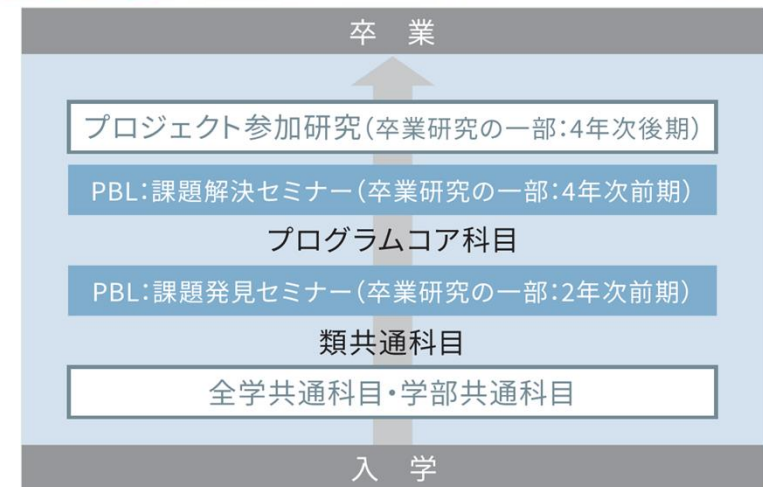 卒 業
プロジェクト参加研究(卒業研究の一部:4年次後期)
PBL:課題解決セミナー(卒業研究の一部:4年次前期)
プログラムコア科目
PBL:課題発見セミナー(卒業研究の一部:2年次前期)
類共通科目
全学共通科目・学部共通科目
入 学